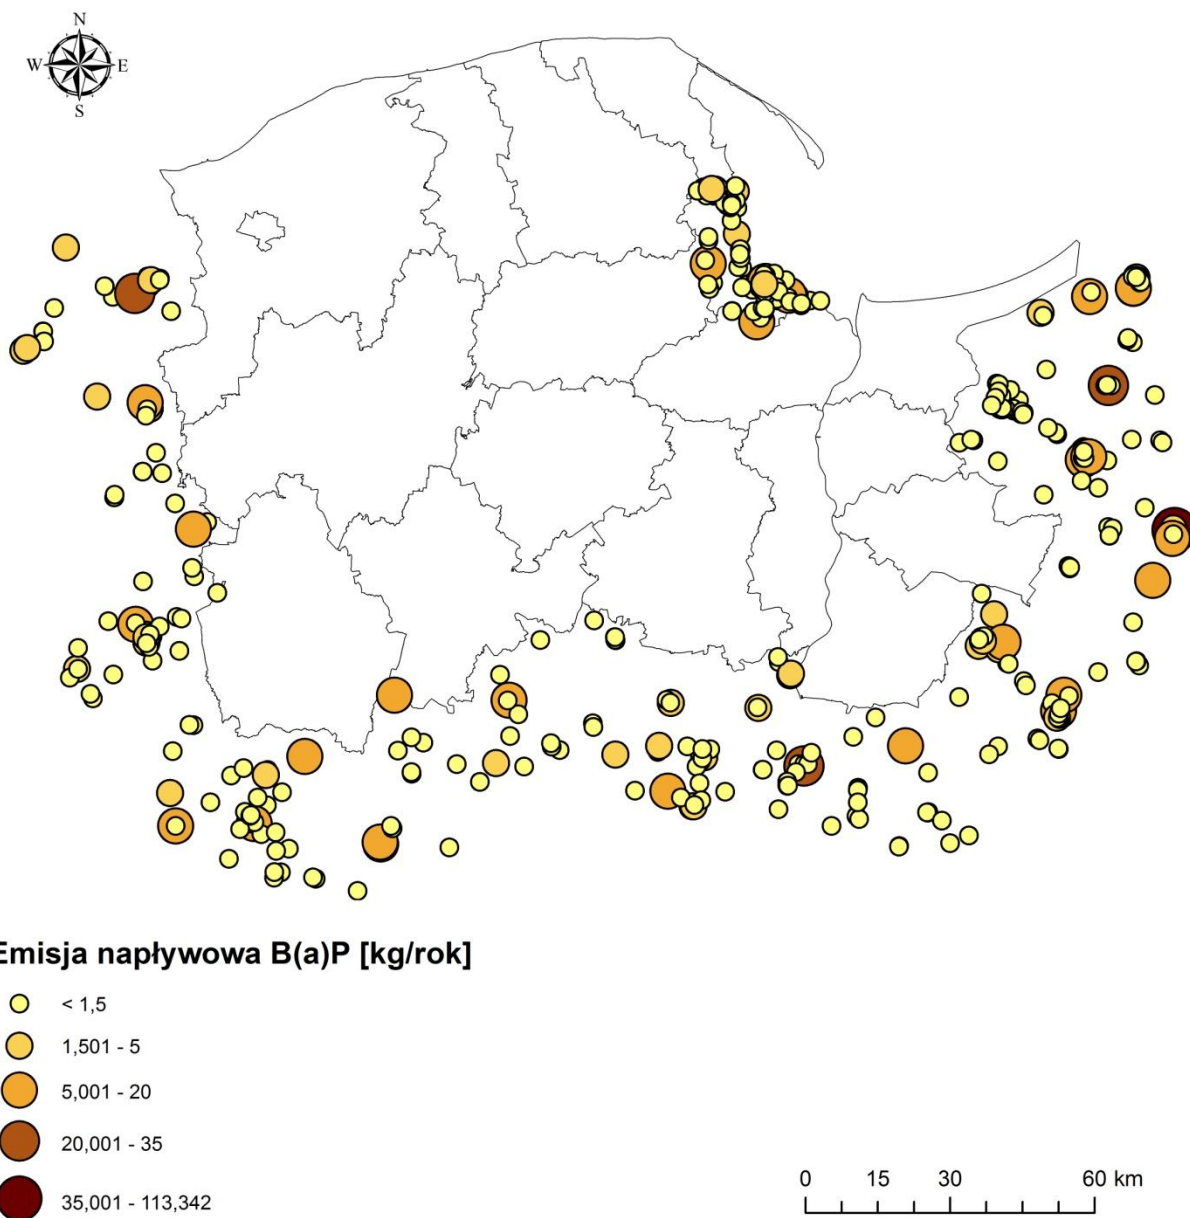 N
W E
S
Emisja napływowa B(a)P [kg/rok]
< 1,5
1,501 - 5
5,001 - 20
20,001 - 35
35,001 - 113,342
0 15 30 60 km